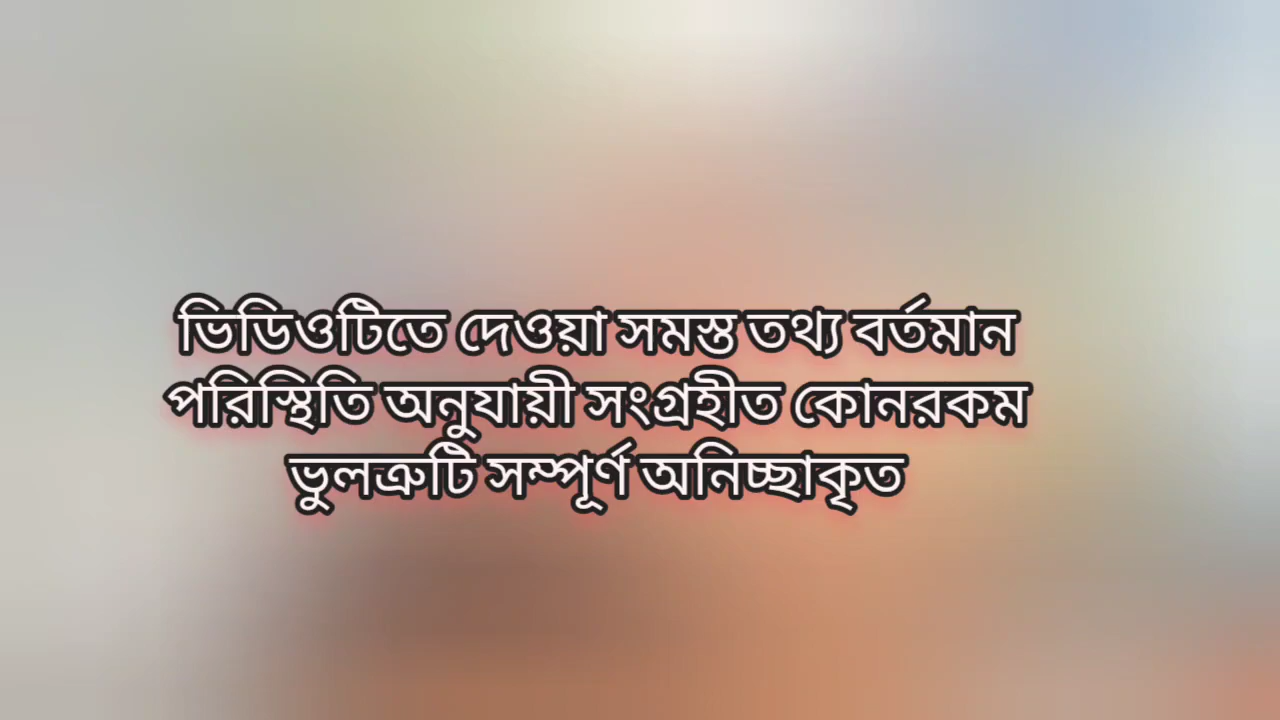 ভিডিওটিতে দেওয়া সমস্ত তথ্য বর্তমান
পরিস্থিতি অনুযায়ী সংগ্রহীত কোনরকম
ভুলত্রুটি সম্পূর্ণ অনিচ্ছাকৃত